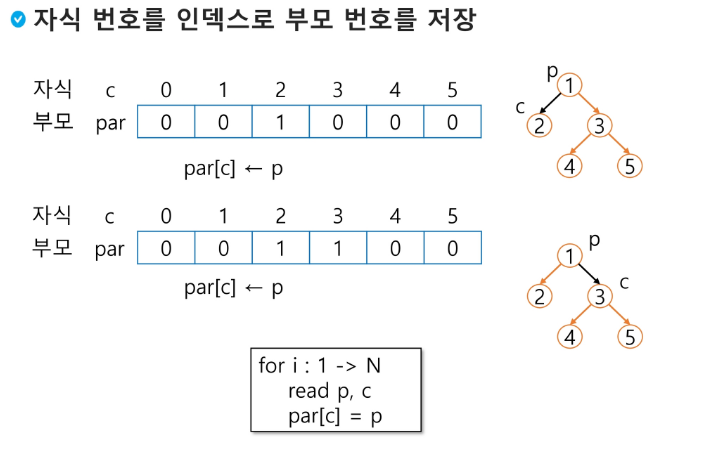 자식 번호를 인덱스로 부모 번호를 저장
자식 c 0 1 2 3 4 5
부모 par 0 0 1 0 0 0
par[c] ← p
p
1
c
2 3
4 5
자식 c 0 1 2 3 4 5
부모 par 0 0 1 1 0 0
par[c] ← p
p
1
c
2 3
4 5
for i : 1 -> N
read p, c
par[c] = p